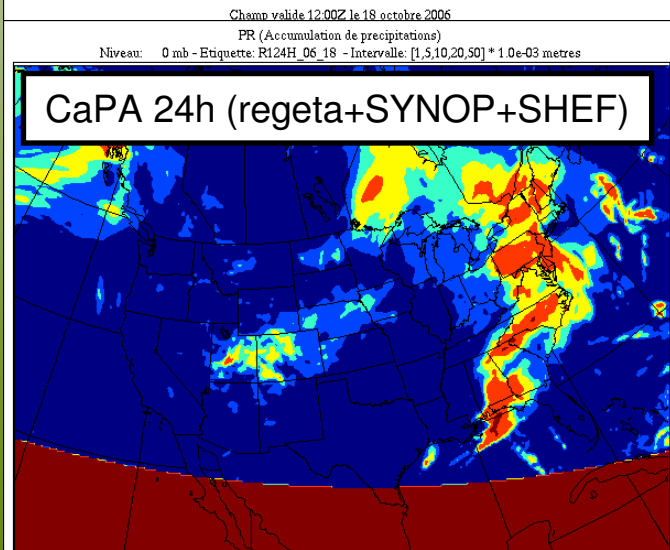 Champ valide 12:00Z le 18 octobre 2006
PR (Accumulation de precipitations)
Niveau: 0 mb - Etiquette: R124H_06_18 - Intervalle: [1,5,10,20,50] * 1.0e-03 metres
CaPA 24h (regeta+SYNOP+SHEF)